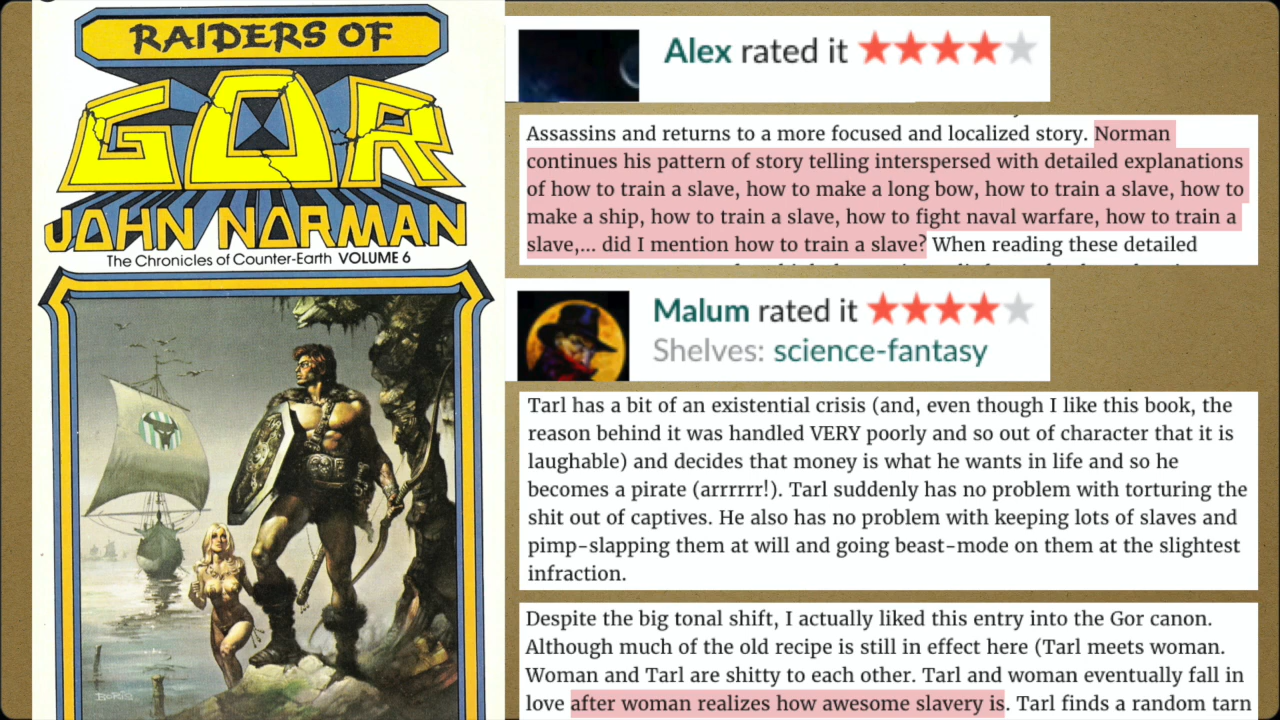 RAIDERS OF
GOR
JOHN NORMAN
The Chronicles of Counter-Earth VOLUME 6
BORIS
Alex rated it
Assassins and returns to a more focused and localized story. Norman
continues his pattern of story telling interspersed with detailed explanations
of how to train a slave, how to make a long bow, how to train a slave, how to
make a ship, how to train a slave, how to fight naval warfare, how to train a
slave,... did I mention how to train a slave? When reading these detailed
Malum rated it
Shelves: science-fantasy
Tarl has a bit of an existential crisis (and, even though I like this book, the
reason behind it was handled VERY poorly and so out of character that it is
laughable) and decides that money is what he wants in life and so he
becomes a pirate (arrrrrr!). Tarl suddenly has no problem with torturing the
shit out of captives. He also has no problem with keeping lots of slaves and
pimp-slapping them at will and going beast-mode on them at the slightest
infraction.
Despite the big tonal shift, I actually liked this entry into the Gor canon.
Although much of the old recipe is still in effect here (Tarl meets woman.
Woman and Tarl are shitty to each other. Tarl and woman eventually fall in
love after woman realizes how awesome slavery is. Tarl finds a random tarn